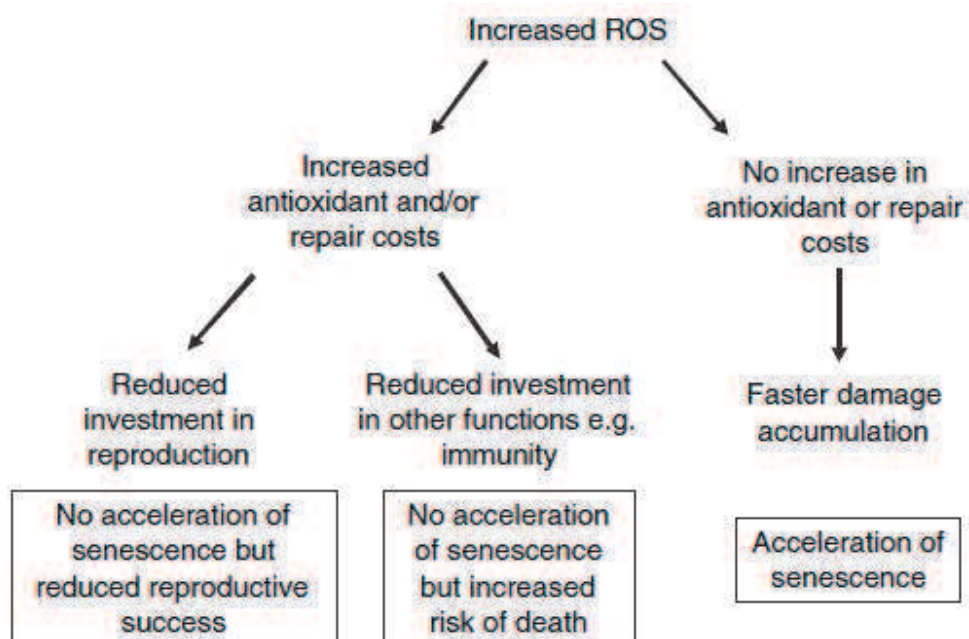 Increased ROS
Increased
antioxidant and/or
repair costs
No increase in
antioxidant or repair
costs
Reduced
investment in
reproduction
Reduced investment
in other functions e.g.
immunity
Faster damage
accumulation
No acceleration of
senescence but
reduced reproductive
success
No acceleration
of senescence
but increased
risk of death
Acceleration of
senescence